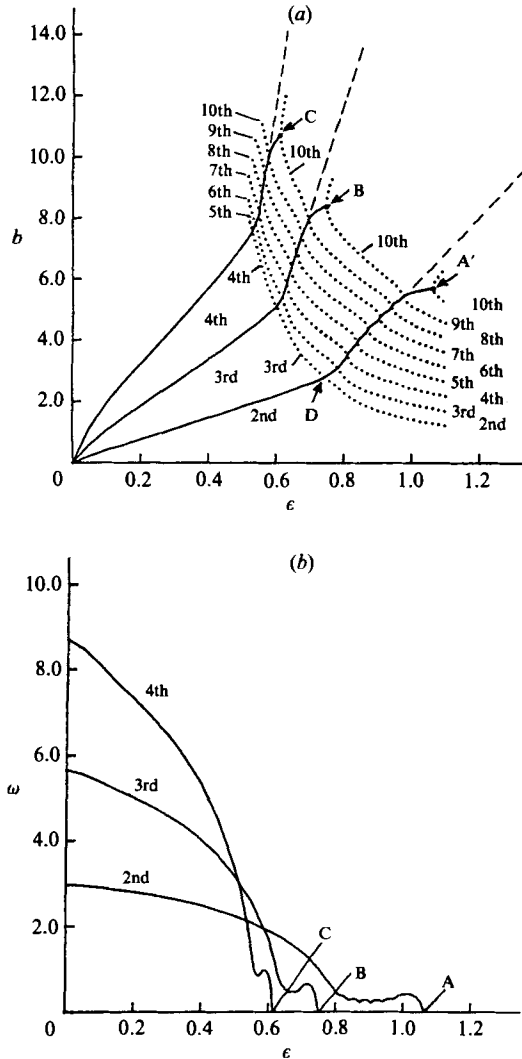 (a)
14.0
12.0
10.0
8.0
6.0
4.0
2.0
0
b
10th
9th
8th
7th
6th
5th
4th
4th
3rd
3rd
2nd
D
C
10th
B
10th
A′
10th
9th
8th
7th
6th
5th
4th
3rd
2nd
0.2
0.4
0.6
0.8
1.0
1.2
ϵ
(b)
10.0
8.0
6.0
4.0
2.0
0
ω
4th
3rd
2nd
C
B
A
0.2
0.4
0.6
0.8
1.0
1.2
ϵ